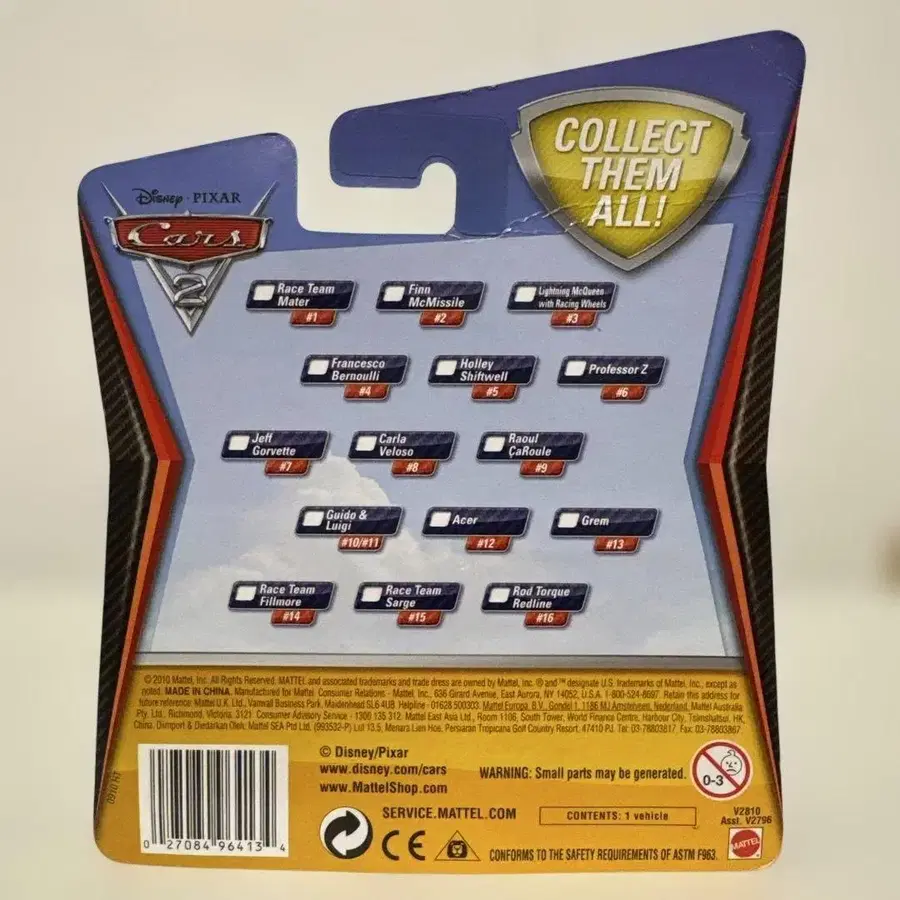 COLLECT
THEM
ALL!
Disney · PIXAR
Cars
2
Race Team
Mater
#1
Finn
McMissile
#2
Lightning McQueen
with Racing Wheels
#3
Francesco
Bernoulli
#4
Holley
Shiftwell
#5
Professor Z
#6
Jeff
Gorvette
#7
Carla
Veloso
#8
Raoul
ÇaRoule
#9
Guido &
Luigi
#10/#11
Acer
#12
Grem
#13
Race Team
Fillmore
#14
Race Team
Sarge
#15
Rod Torque
Redline
#16
© 2010 Mattel, Inc. All Rights Reserved. MATTEL and associated trademarks and trade dress are owned by Mattel, Inc. ® and ™ designate U.S. trademarks of Mattel, Inc., except as
noted. MADE IN CHINA. Manufactured for Mattel. Consumer Relations - Mattel, Inc., 636 Girard Avenue, East Aurora, NY 14052, U.S.A. 1-800-524-8697. Retain this address for
future reference: Mattel U.K. Ltd., Vanwall Business Park, Maidenhead SL6 4UB. Helpline - 01628 500303. Mattel Europa, B.V., Gondel 1, 1186 MJ Amstelveen, Nederland. Mattel Australia
Pty. Ltd., Richmond, Victoria. 3121. Consumer Advisory Service - 1300 135 312. Mattel East Asia Ltd., Room 1106, South Tower, World Finance Centre, Harbour City, Tsimshatsui, HK,
China. Diimport & Diedarkan Oleh: Mattel SEA Pte Ltd. (993532-P) Lot 13.5, Menara Lien Hoe, Persiaran Tropicana Golf Country Resort, 47410 PJ. Tel: 03-78803817, Fax: 03-78803867.
0910 H4
0 27084 96413 4
© Disney/Pixar
www.disney.com/cars
www.MattelShop.com
WARNING: Small parts may be generated.
0-3
SERVICE.MATTEL.COM
CONTENTS: 1 vehicle
V2810
Asst. V2796
CE
CONFORMS TO THE SAFETY REQUIREMENTS OF ASTM F963.
MATTEL